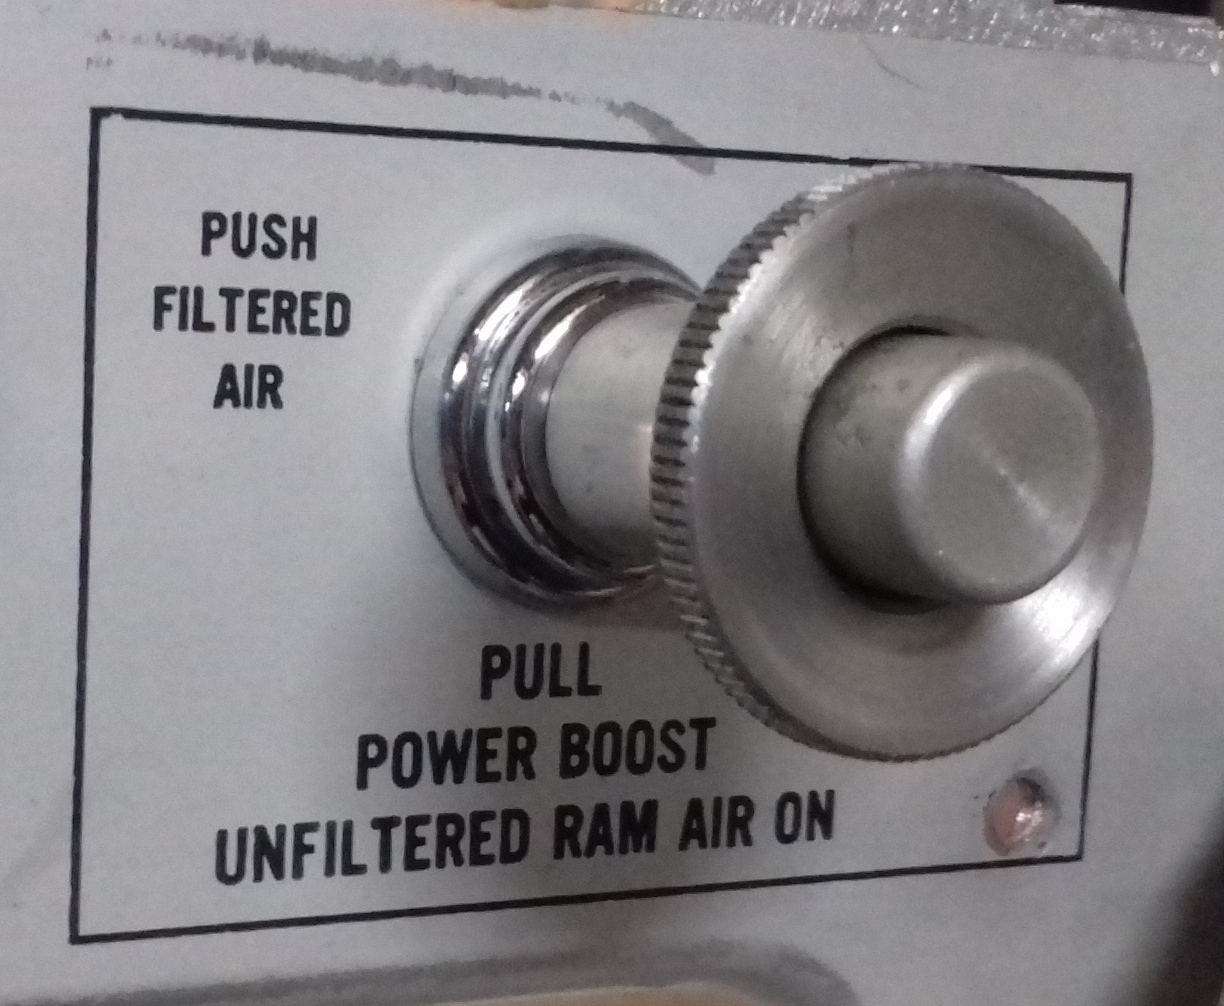 PUSH
FILTERED
AIR
PULL
POWER BOOST
UNFILTERED RAM AIR ON